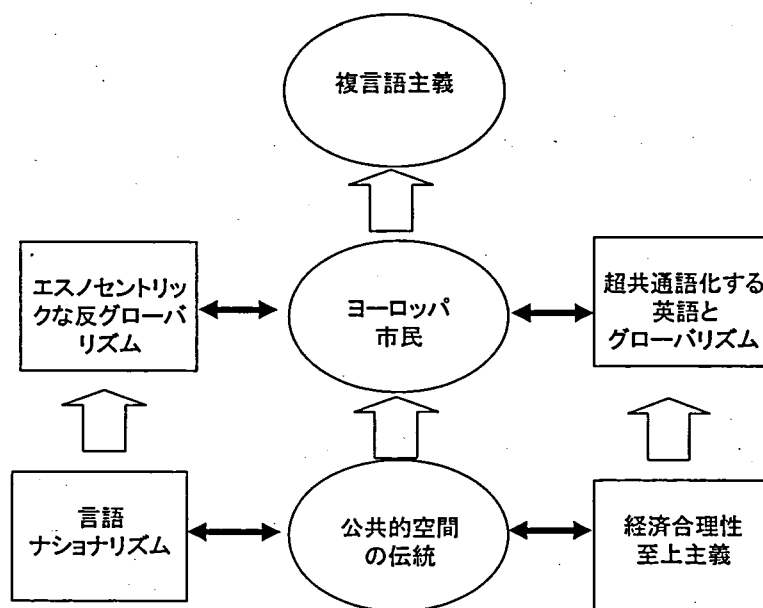 複言語主義
エスノセントリッ
クな反グローバ
リズム
ヨーロッパ
市民
超共通語化する
英語と
グローバリズム
言語
ナショナリズム
公共的空間
の伝統
経済合理性
至上主義